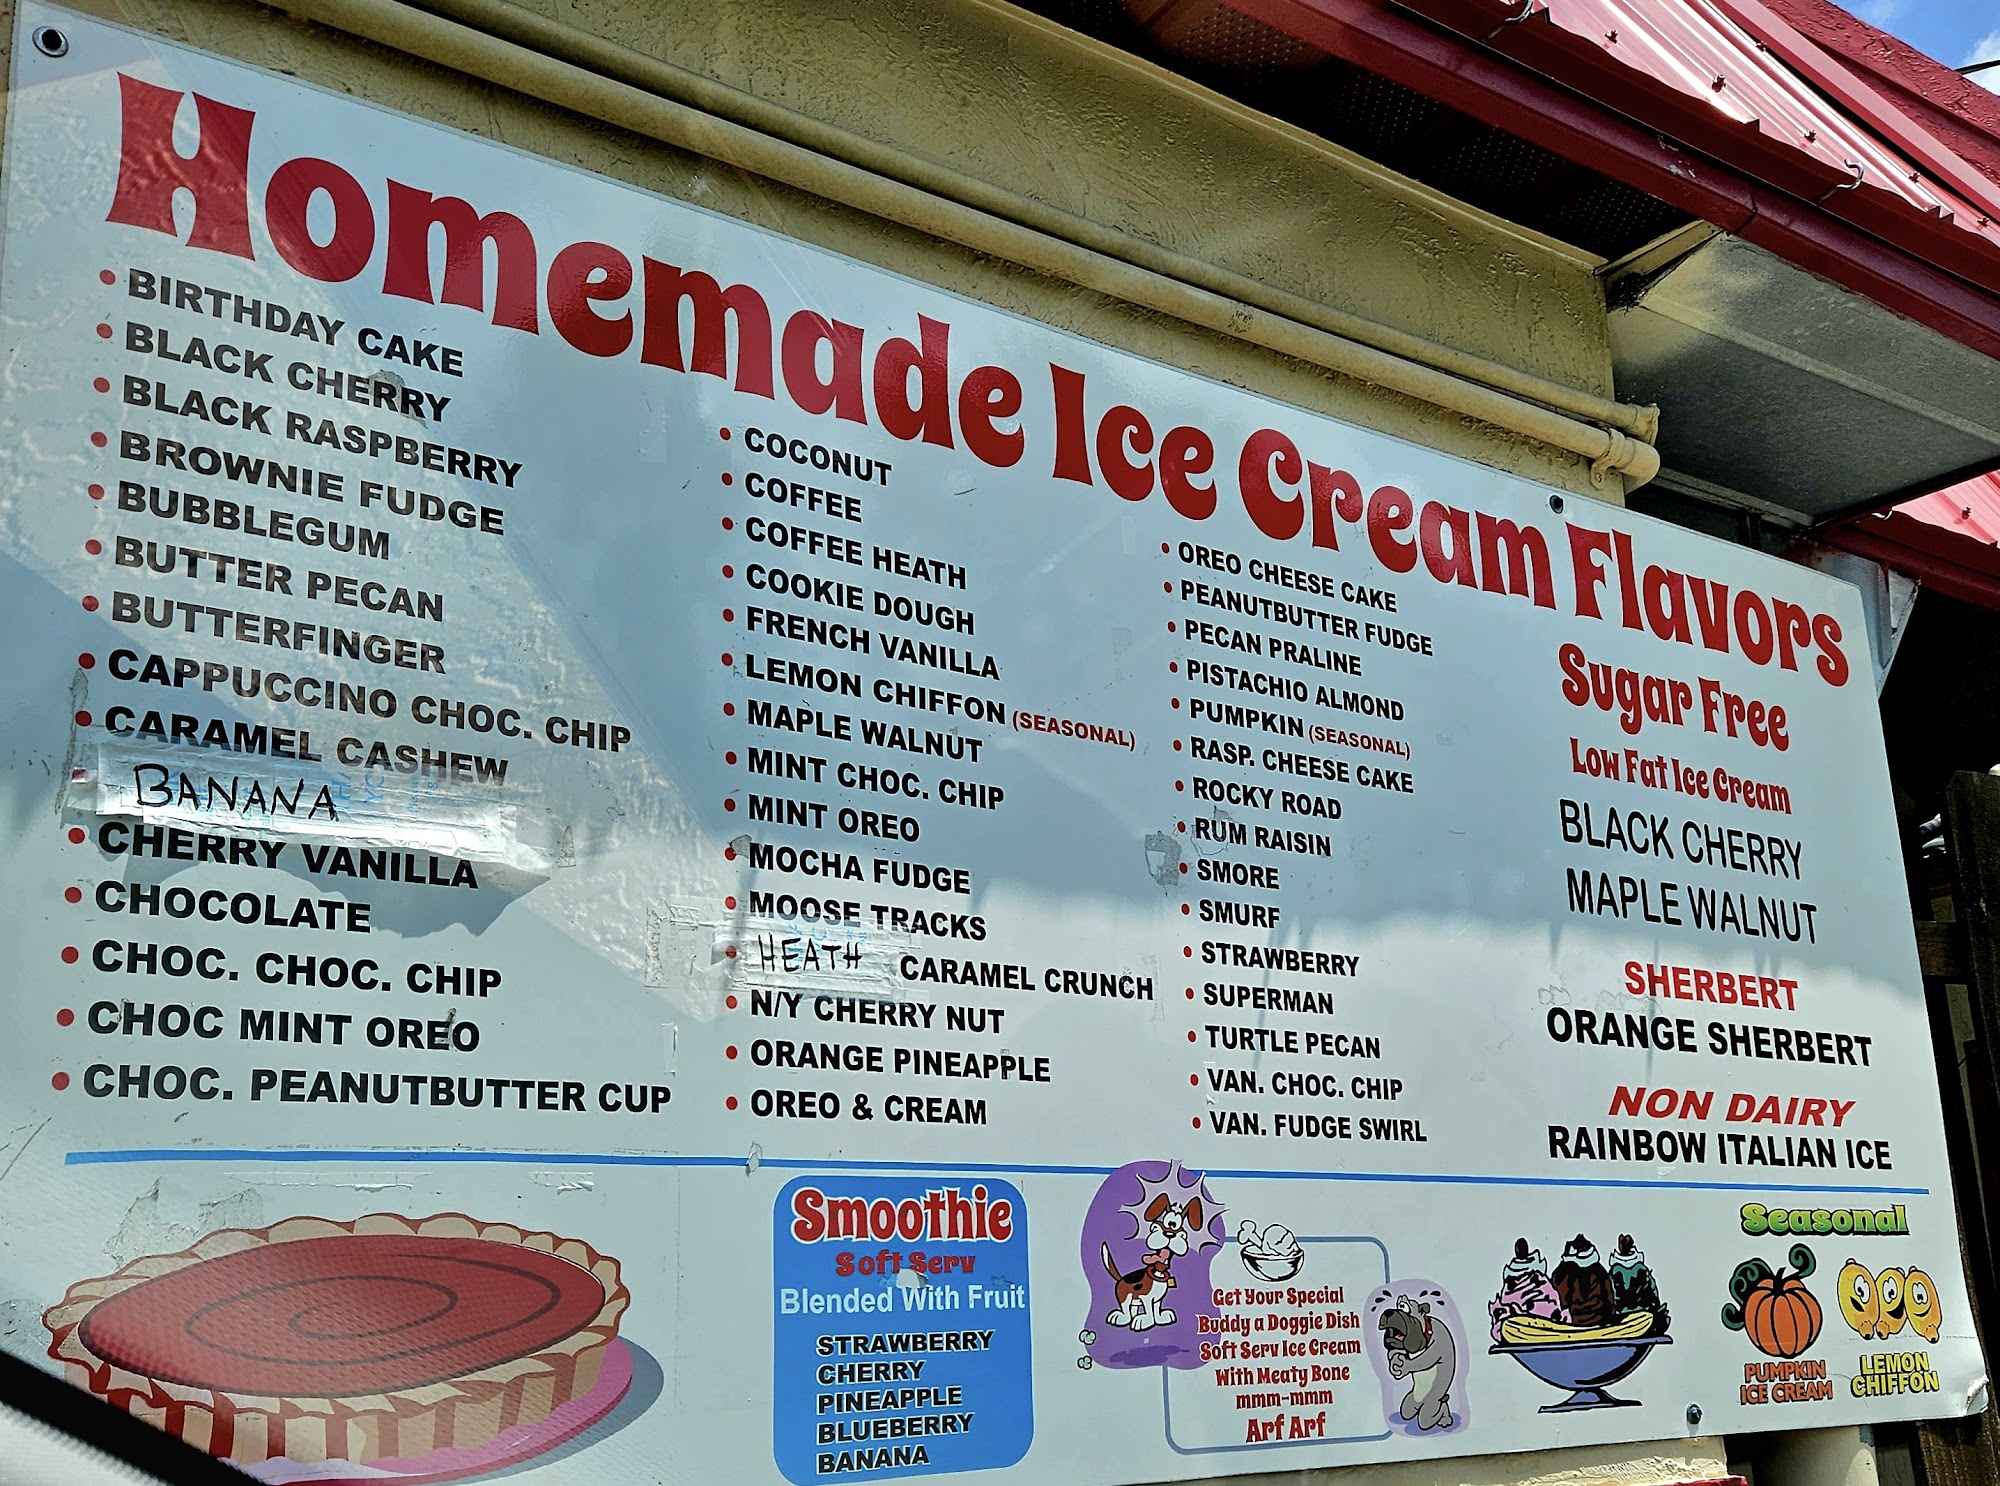 Homemade Ice Cream Flavors
• BIRTHDAY CAKE
• BLACK CHERRY
• BLACK RASPBERRY
• BROWNIE FUDGE
• BUBBLEGUM
• BUTTER PECAN
• BUTTERFINGER
• CAPPUCCINO CHOC. CHIP
• CARAMEL CASHEW
BANANA
• CHERRY VANILLA
• CHOCOLATE
• CHOC. CHOC. CHIP
• CHOC MINT OREO
• CHOC. PEANUTBUTTER CUP
• COCONUT
• COFFEE
• COFFEE HEATH
• COOKIE DOUGH
• FRENCH VANILLA
• LEMON CHIFFON (SEASONAL)
• MAPLE WALNUT
• MINT CHOC. CHIP
• MINT OREO
• MOCHA FUDGE
• MOOSE TRACKS
• HEATH CARAMEL CRUNCH
• N/Y CHERRY NUT
• ORANGE PINEAPPLE
• OREO & CREAM
• OREO CHEESE CAKE
• PEANUTBUTTER FUDGE
• PECAN PRALINE
• PISTACHIO ALMOND
• PUMPKIN (SEASONAL)
• RASP. CHEESE CAKE
• ROCKY ROAD
• RUM RAISIN
• SMORE
• SMURF
• STRAWBERRY
• SUPERMAN
• TURTLE PECAN
• VAN. CHOC. CHIP
• VAN. FUDGE SWIRL
Sugar Free
Low Fat Ice Cream
BLACK CHERRY
MAPLE WALNUT
SHERBERT
ORANGE SHERBERT
NON DAIRY
RAINBOW ITALIAN ICE
Smoothie
Soft Serv
Blended With Fruit
STRAWBERRY
CHERRY
PINEAPPLE
BLUEBERRY
BANANA
Get Your Special
Buddy a Doggie Dish
Soft Serv Ice Cream
With Meaty Bone
mmm-mmm
Arf Arf
Seasonal
PUMPKIN
ICE CREAM
LEMON
CHIFFON